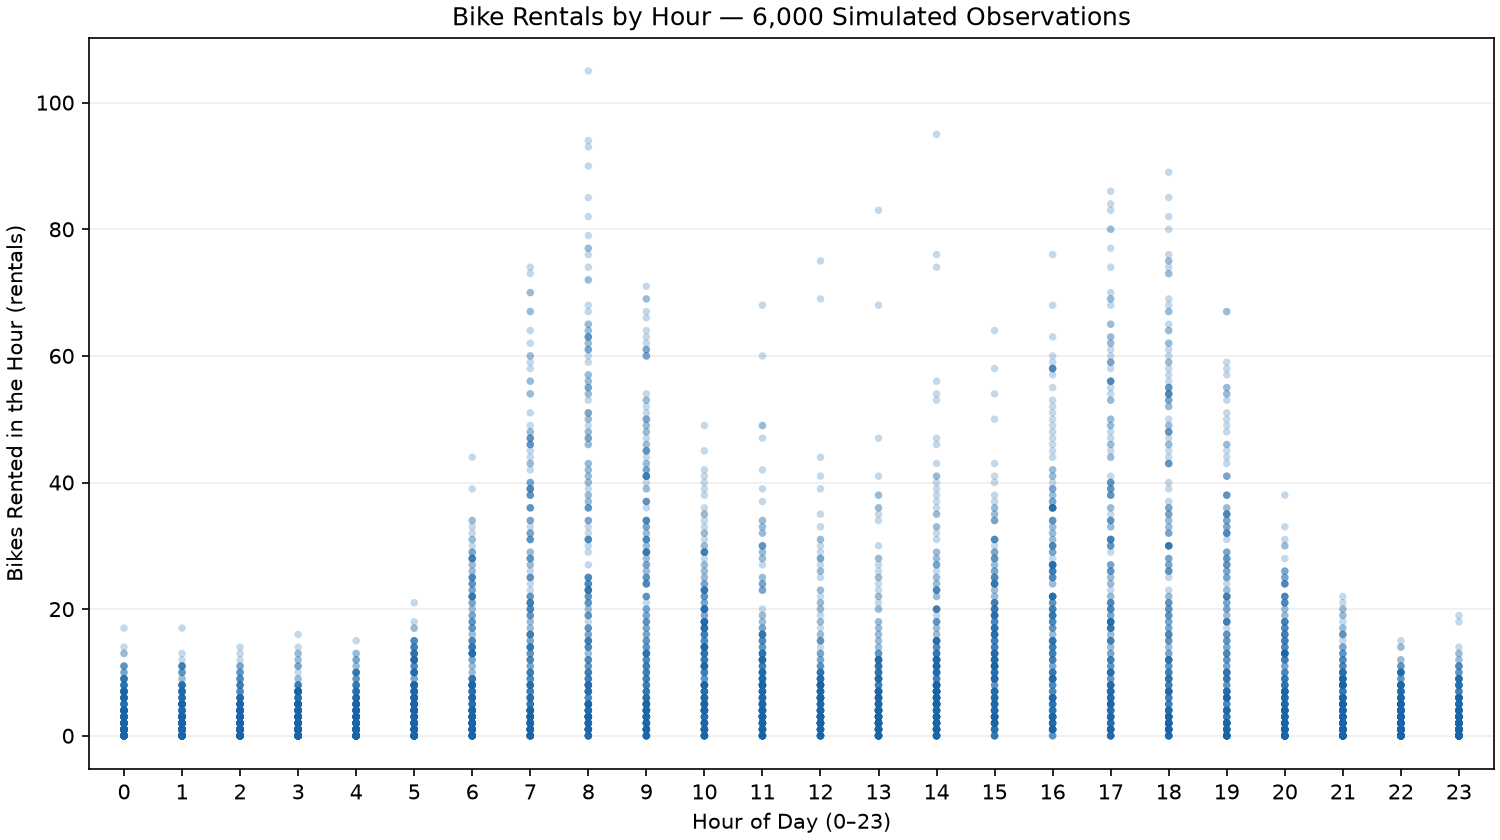 Bike Rentals by Hour — 6,000 Simulated Observations
Bikes Rented in the Hour (rentals)
100
80
60
40
20
0
0 1 2 3 4 5 6 7 8 9 10 11 12 13 14 15 16 17 18 19 20 21 22 23
Hour of Day (0–23)